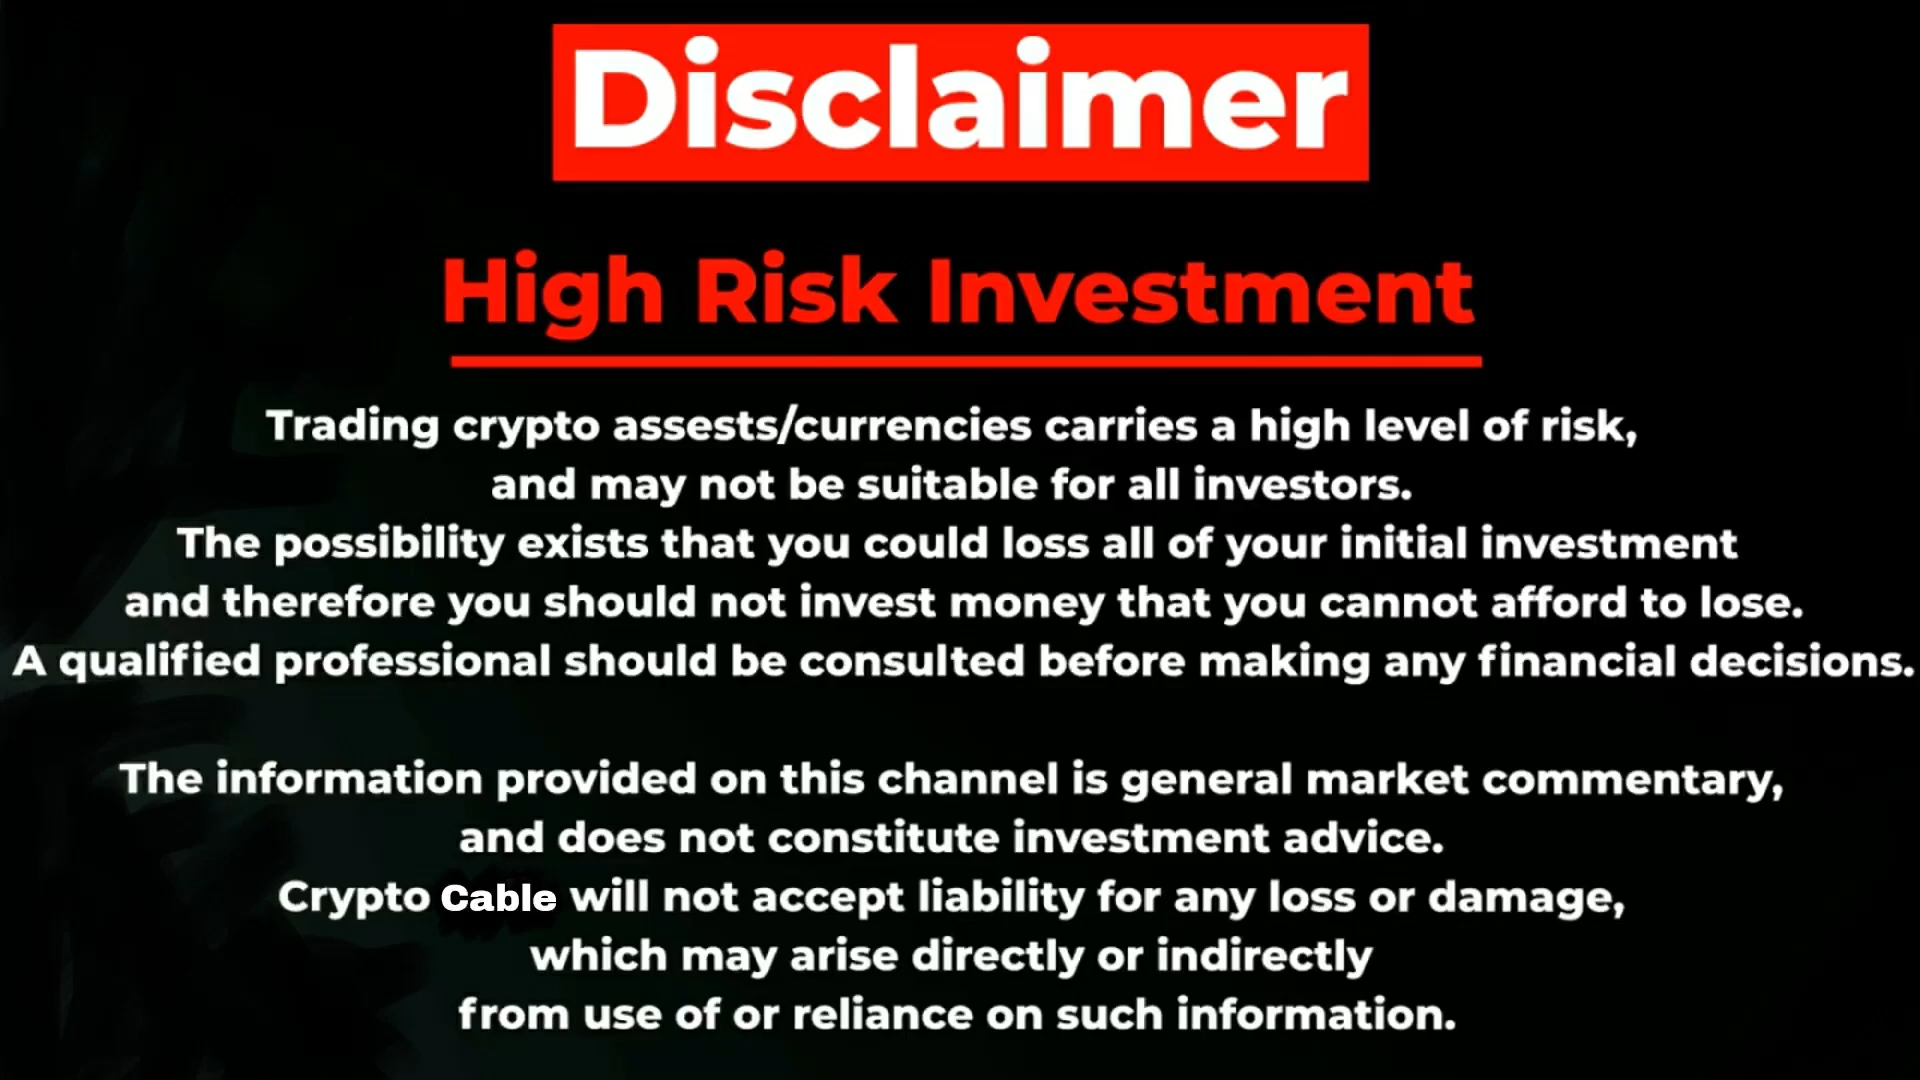 Disclaimer
High Risk Investment
Trading crypto assests/currencies carries a high level of risk,
and may not be suitable for all investors.
The possibility exists that you could loss all of your initial investment
and therefore you should not invest money that you cannot afford to lose.
A qualified professional should be consulted before making any financial decisions.
The information provided on this channel is general market commentary,
and does not constitute investment advice.
Crypto Cable will not accept liability for any loss or damage,
which may arise directly or indirectly
from use of or reliance on such information.